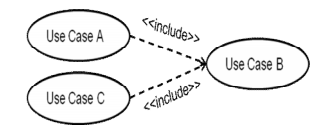 Use Case A
<<include>>
Use Case B
Use Case C
<<include>>